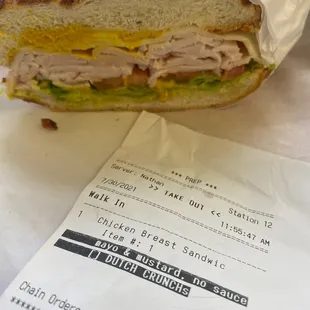 *** PREP ***
Server: Nathan
Station 12
7/30/2021 >> TAKE OUT << 11:55:47 AM
Walk In
1 Chicken Breast Sandwic
Item #: 1
mayo & mustard, no sauce
[] DUTCH CRUNCHs
Chain Orders